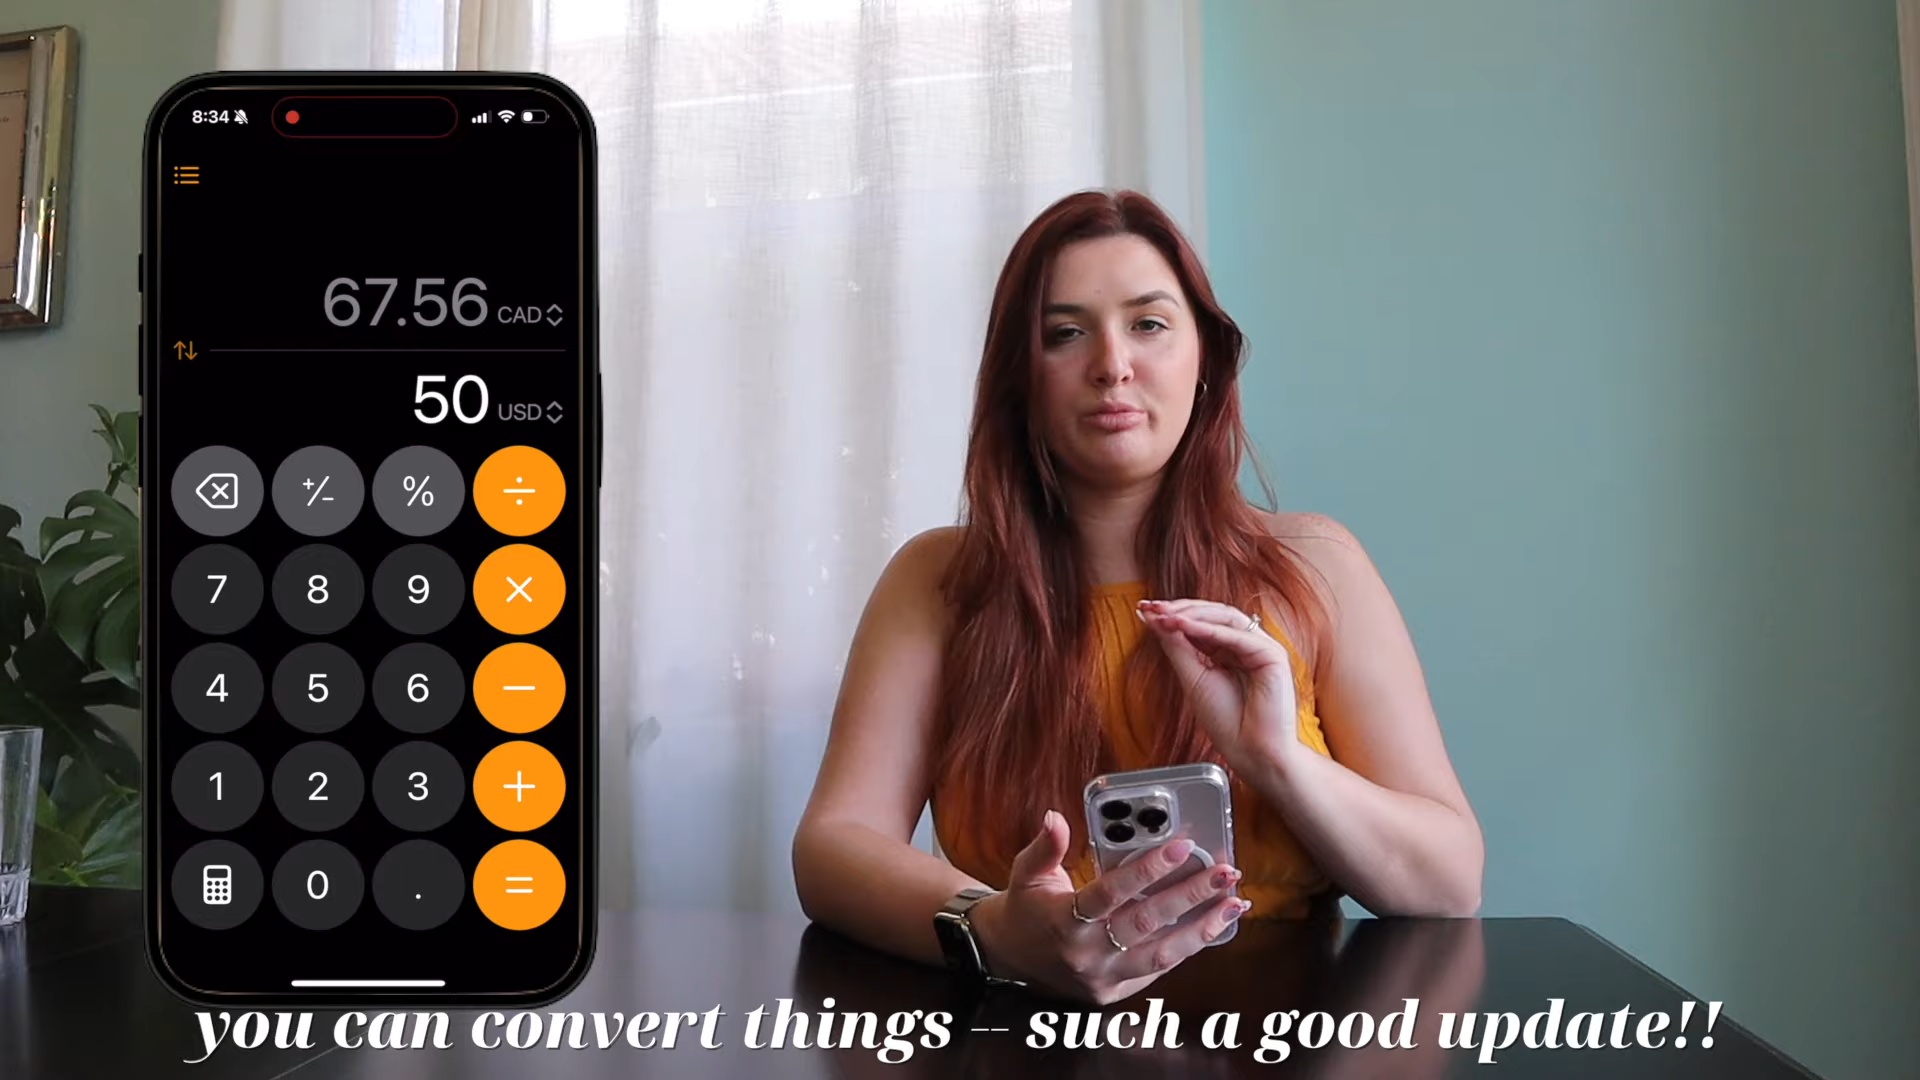 8:34
67.56 CAD
50 USD
+/- % ÷
7 8 9 ×
4 5 6 −
1 2 3 +
0 . =
you can convert things -- such a good update!!